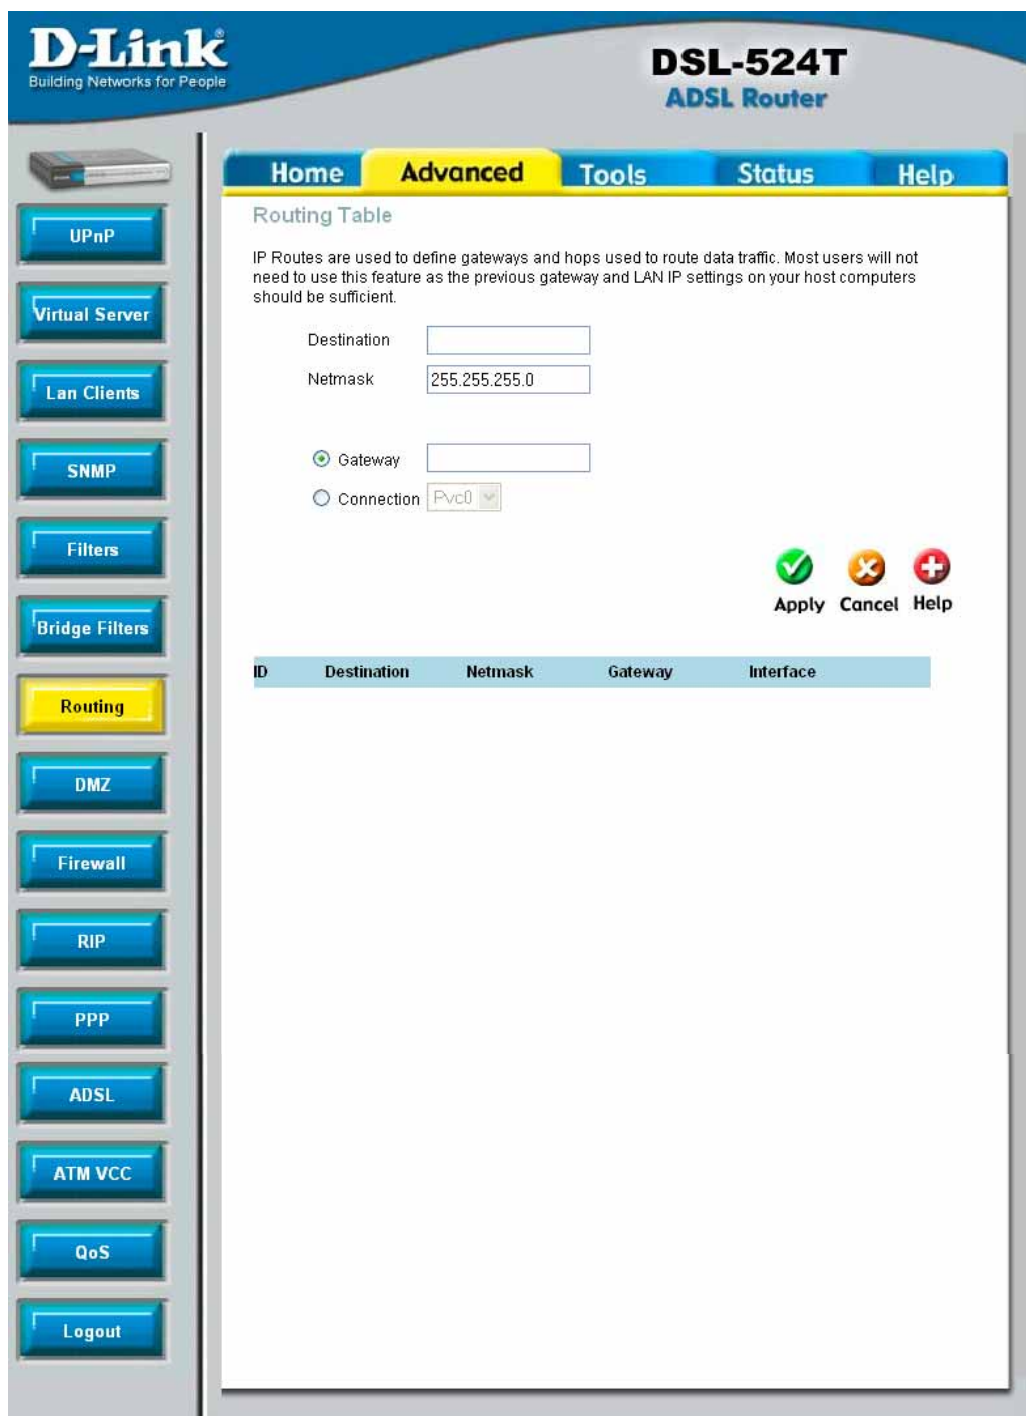 D-Link
Building Networks for People
DSL-524T
ADSL Router
Home Advanced Tools Status Help
UPnP
Virtual Server
Lan Clients
SNMP
Filters
Bridge Filters
Routing
DMZ
Firewall
RIP
PPP
ADSL
ATM VCC
QoS
Logout
Routing Table
IP Routes are used to define gateways and hops used to route data traffic. Most users will not
need to use this feature as the previous gateway and LAN IP settings on your host computers
should be sufficient.
Destination
Netmask 255.255.255.0
Gateway
Connection Pvc0
Apply Cancel Help
ID Destination Netmask Gateway Interface